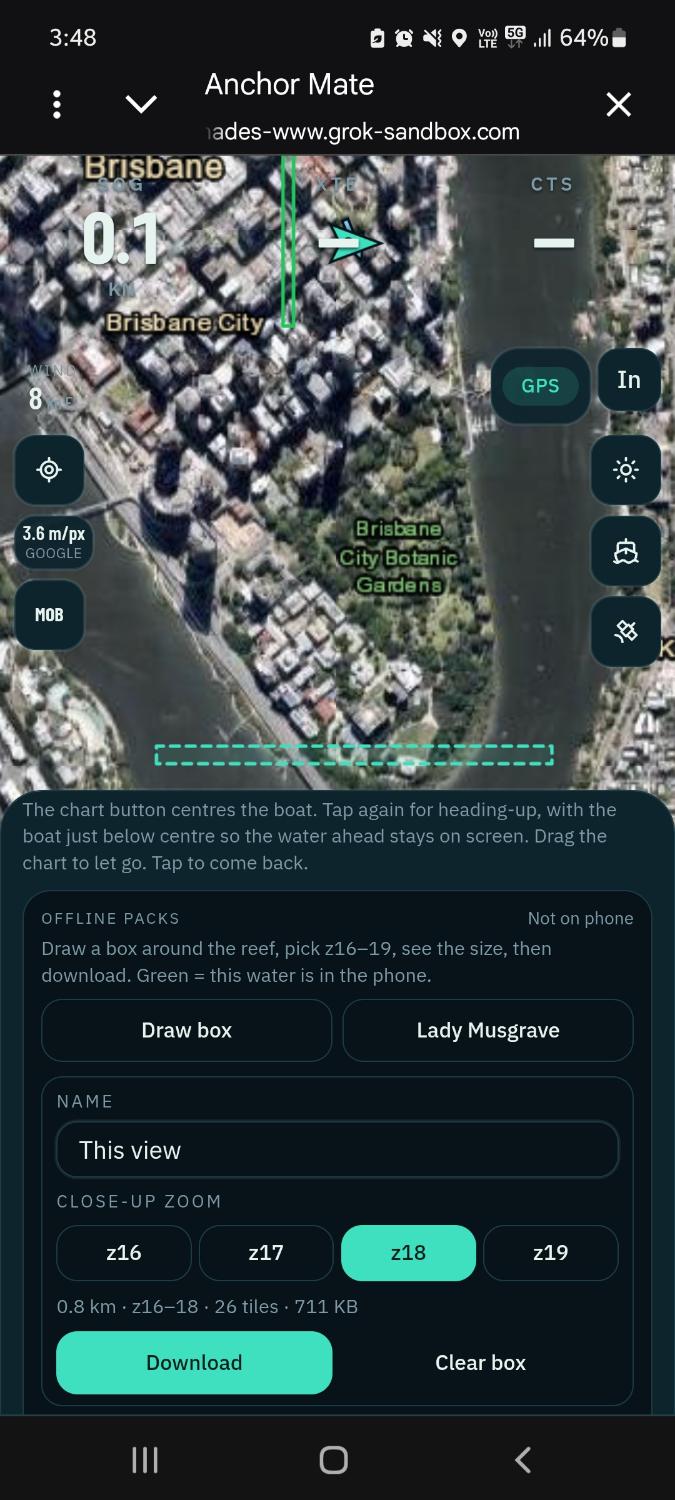 3:48
Vo))
LTE
5G
64%
Anchor Mate
ades-www.grok-sandbox.com
Brisbane
SOG
XTE
CTS
0.1
KN
Brisbane City
WIND
8
GPS
In
3.6 m/px
GOOGLE
MOB
Brisbane
City Botanic
Gardens
K
The chart button centres the boat. Tap again for heading-up, with the
boat just below centre so the water ahead stays on screen. Drag the
chart to let go. Tap to come back.
OFFLINE PACKS
Not on phone
Draw a box around the reef, pick z16–19, see the size, then
download. Green = this water is in the phone.
Draw box
Lady Musgrave
NAME
This view
CLOSE-UP ZOOM
z16
z17
z18
z19
0.8 km · z16–18 · 26 tiles · 711 KB
Download
Clear box